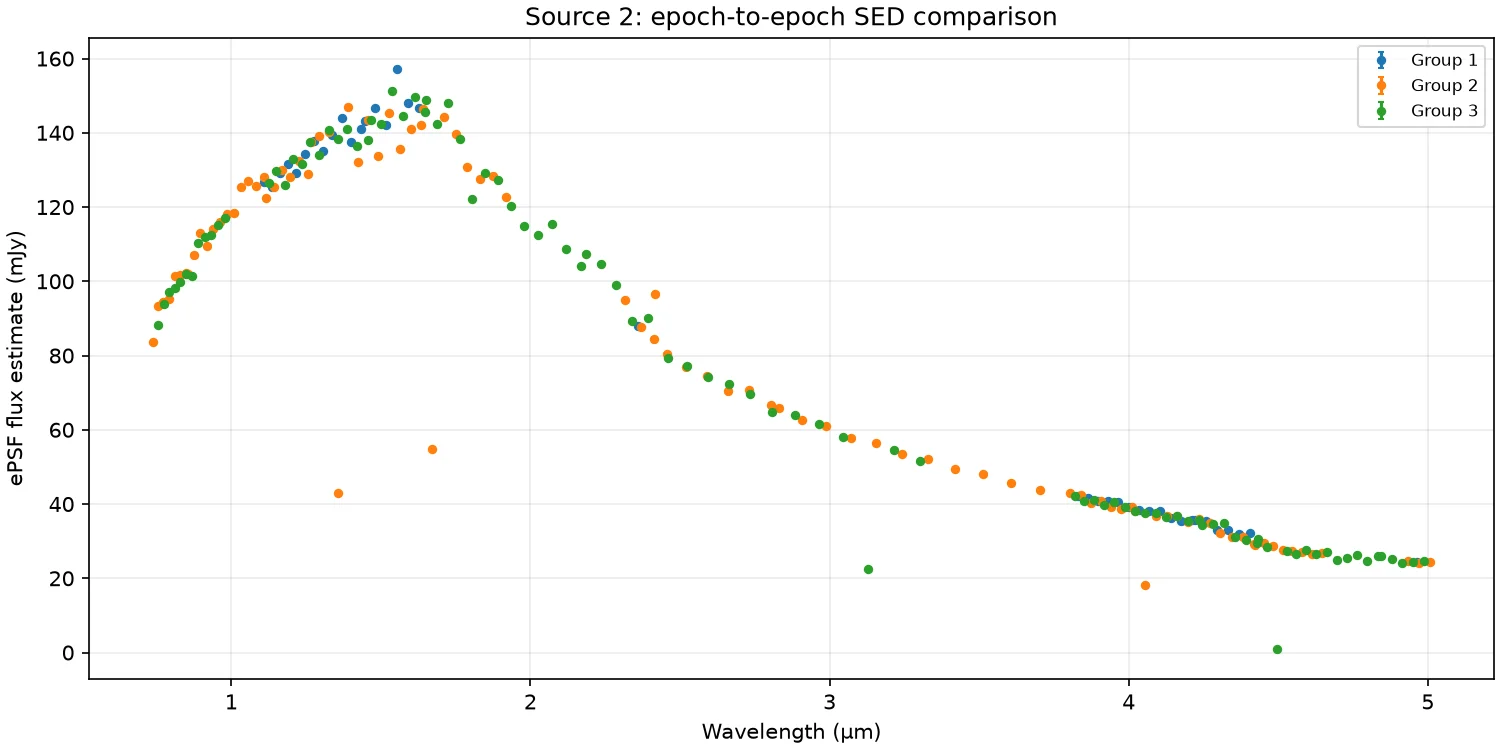 Source 2: epoch-to-epoch SED comparison
160
140
120
100
80
60
40
20
0
ePSF flux estimate (mJy)
Group 1
Group 2
Group 3
1
2
3
4
5
Wavelength (μm)